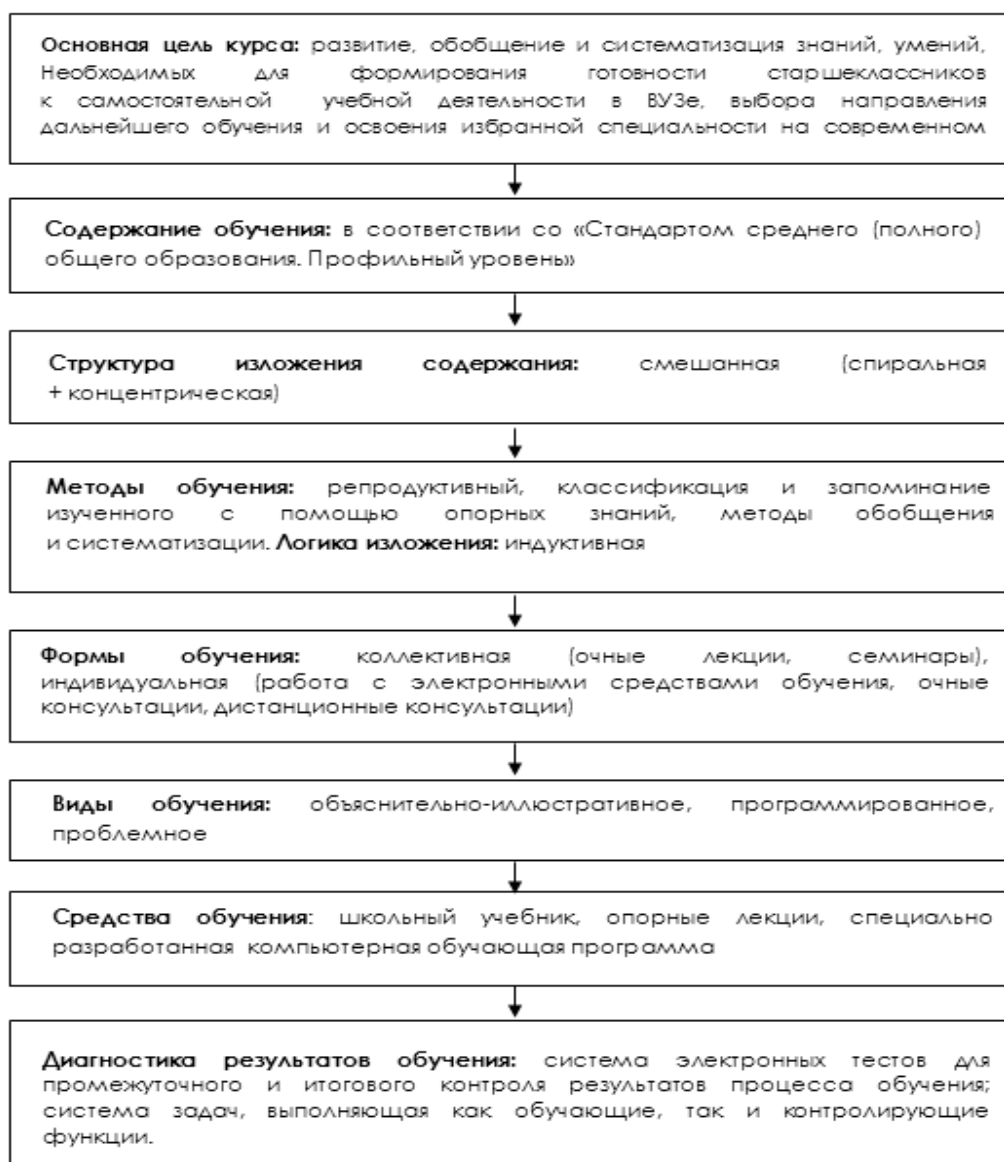 Основная цель курса: развитие, обобщение и систематизация знаний, умений,
Необходимых для формирования готовности старшеклассников
к самостоятельной учебной деятельности в ВУЗе, выбора направления
дальнейшего обучения и освоения избранной специальности на современном
Содержание обучения: в соответствии со «Стандартом среднего (полного)
общего образования. Профильный уровень»
Структура изложения содержания: смешанная (спиральная
+ концентрическая)
Методы обучения: репродуктивный, классификация и запоминание
изученного с помощью опорных знаний, методы обобщения
и систематизации. Логика изложения: индуктивная
Формы обучения: коллективная (очные лекции, семинары),
индивидуальная (работа с электронными средствами обучения, очные
консультации, дистанционные консультации)
Виды обучения: объяснительно-иллюстративное, программированное,
проблемное
Средства обучения: школьный учебник, опорные лекции, специально
разработанная компьютерная обучающая программа
Диагностика результатов обучения: система электронных тестов для
промежуточного и итогового контроля результатов процесса обучения;
система задач, выполняющая как обучающие, так и контролирующие
функции.